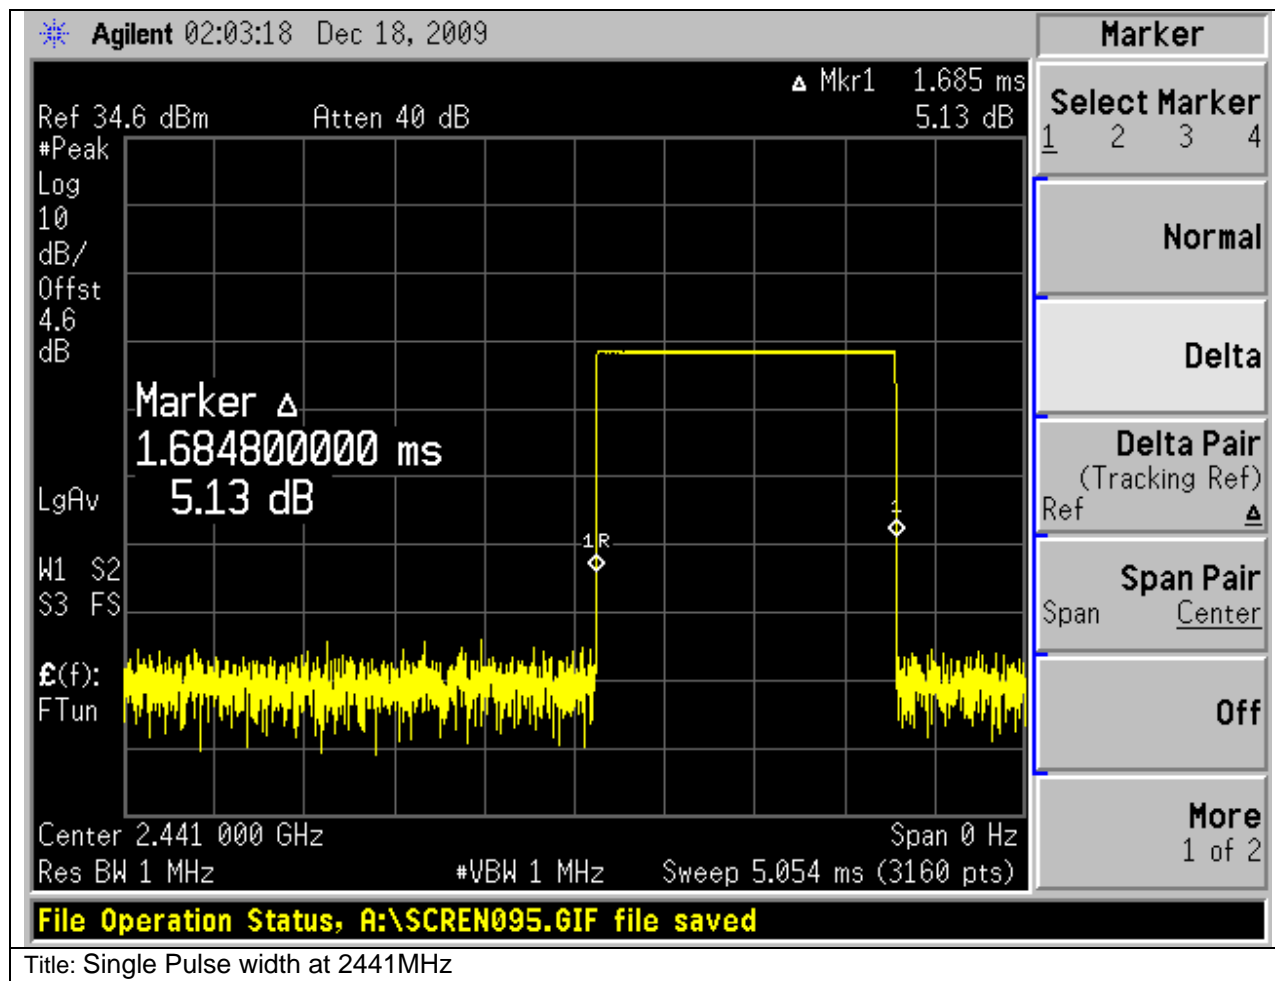 Agilent 02:03:18 Dec 18, 2009
Marker
Δ Mkr1 1.685 ms
Ref 34.6 dBm Atten 40 dB 5.13 dB
#Peak
Log
10
dB/
Offst
4.6
dB
Marker Δ
1.684800000 ms
5.13 dB
LgAv
1
1R
W1 S2
S3 FS
£(f):
FTun
Center 2.441 000 GHz Span 0 Hz
Res BW 1 MHz #VBW 1 MHz Sweep 5.054 ms (3160 pts)
Select Marker
1 2 3 4
Normal
Delta
Delta Pair
(Tracking Ref)
Ref Δ
Span Pair
Span Center
Off
More
1 of 2
File Operation Status, A:\SCREN095.GIF file saved
Title: Single Pulse width at 2441MHz